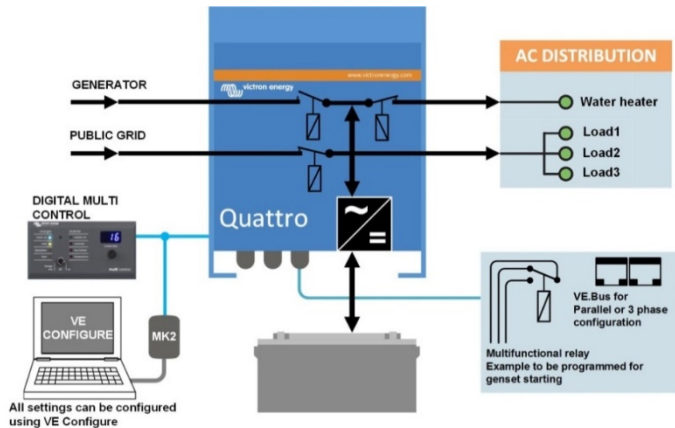 GENERATOR
victron energy
www.victronenergy.com
AC DISTRIBUTION
Water heater
PUBLIC GRID
Load1
Load2
Load3
DIGITAL MULTI
CONTROL
16
Quattro
VE
CONFIGURE
MK2
All settings can be configured
using VE Configure
VE.Bus for
Parallel or 3 phase
configuration
Multifunctional relay
Example to be programmed for
genset starting